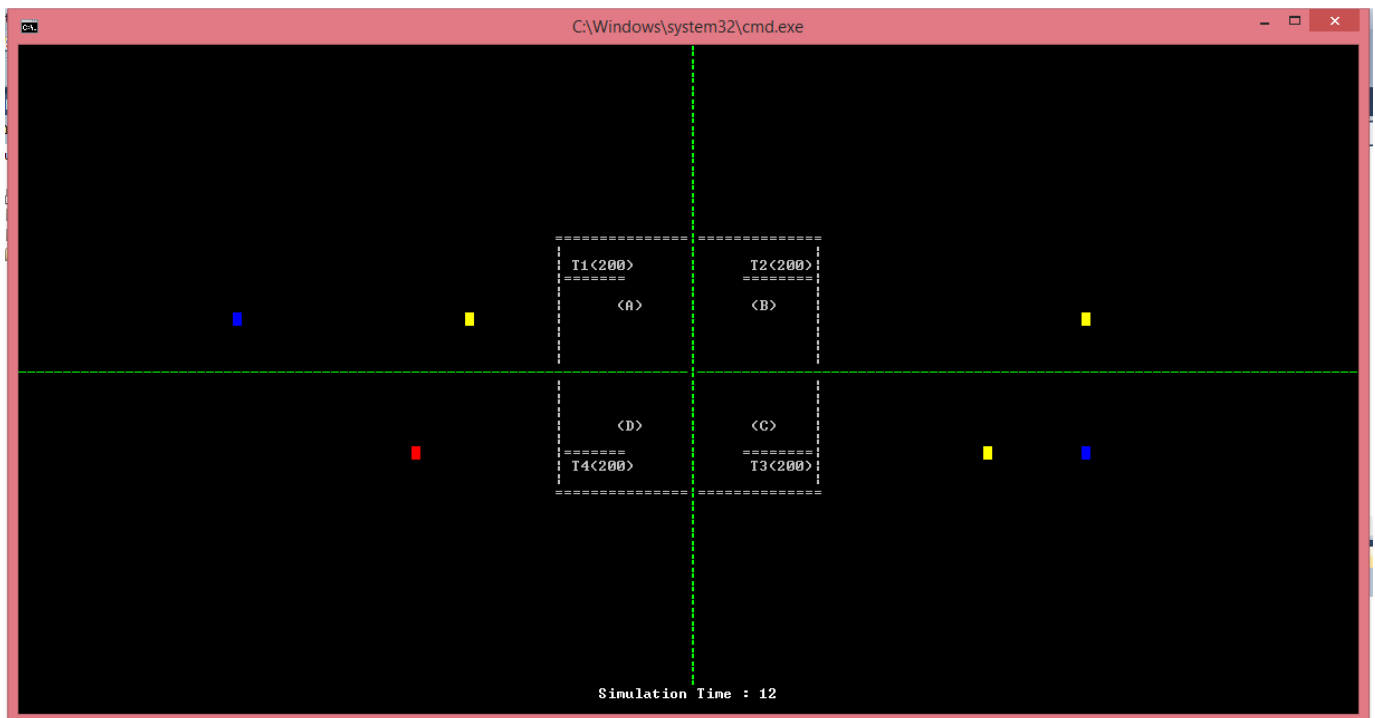 C:\Windows\system32\cmd.exe
T1(200) T2(200)
(A) (B)
(D) (C)
T4(200) T3(200)
Simulation Time : 12